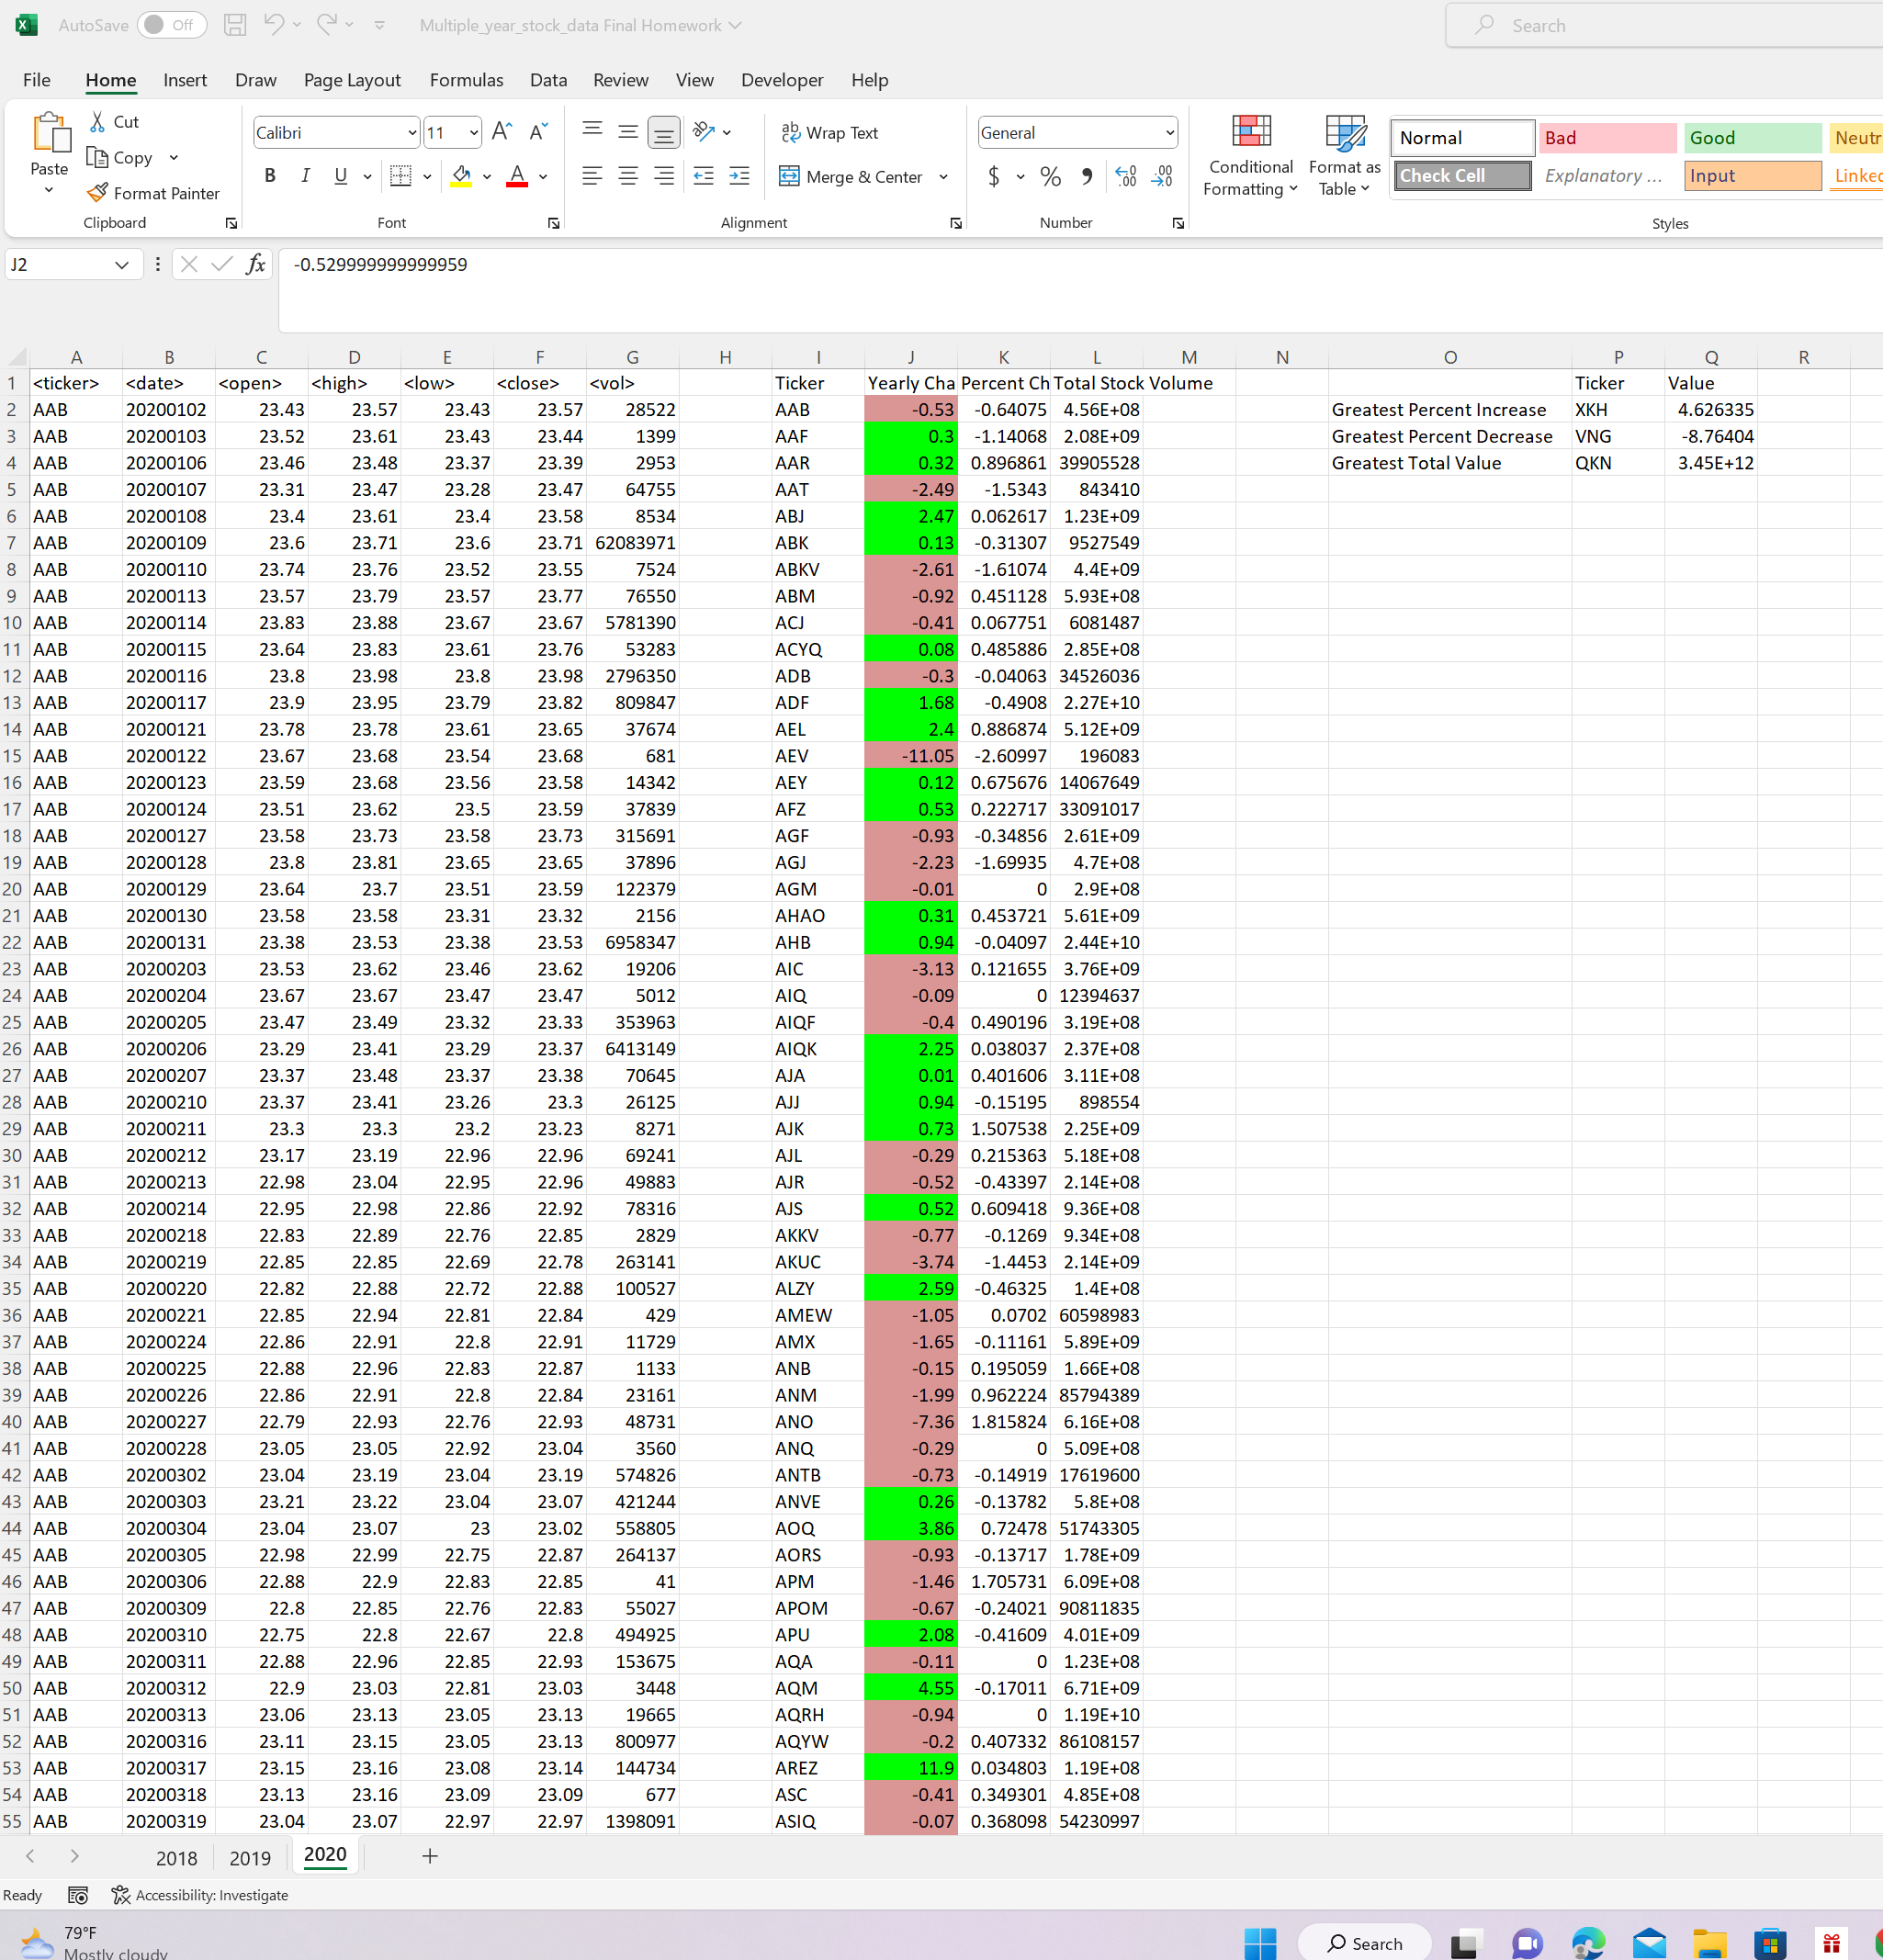 AutoSave Off Multiple_year_stock_data Final Homework Search
File Home Insert Draw Page Layout Formulas Data Review View Developer Help
Paste Cut Copy Format Painter Clipboard
Calibri 11 B I U A Font
Wrap Text Merge & Center Alignment
General $ % Number
Conditional Formatting Format as Table
Normal Bad Good Neutr
Check Cell Explanatory ... Input Linked
Styles
J2 fx -0.529999999999959
A B C D E F G H I J K L M N O P Q R
1 <ticker> <date> <open> <high> <low> <close> <vol> Ticker Yearly Cha Percent Ch Total Stock Volume Ticker Value
2 AAB 20200102 23.43 23.57 23.43 23.57 28522 AAB -0.53 -0.64075 4.56E+08 Greatest Percent Increase XKH 4.626335
3 AAB 20200103 23.52 23.61 23.43 23.44 1399 AAF 0.3 -1.14068 2.08E+09 Greatest Percent Decrease VNG -8.76404
4 AAB 20200106 23.46 23.48 23.37 23.39 2953 AAR 0.32 0.896861 39905528 Greatest Total Value QKN 3.45E+12
5 AAB 20200107 23.31 23.47 23.28 23.47 64755 AAT -2.49 -1.5343 843410
6 AAB 20200108 23.4 23.61 23.4 23.58 8534 ABJ 2.47 0.062617 1.23E+09
7 AAB 20200109 23.6 23.71 23.6 23.71 62083971 ABK 0.13 -0.31307 9527549
8 AAB 20200110 23.74 23.76 23.52 23.55 7524 ABKV -2.61 -1.61074 4.4E+09
9 AAB 20200113 23.57 23.79 23.57 23.77 76550 ABM -0.92 0.451128 5.93E+08
10 AAB 20200114 23.83 23.88 23.67 23.67 5781390 ACJ -0.41 0.067751 6081487
11 AAB 20200115 23.64 23.83 23.61 23.76 53283 ACYQ 0.08 0.485886 2.85E+08
12 AAB 20200116 23.8 23.98 23.8 23.98 2796350 ADB -0.3 -0.04063 34526036
13 AAB 20200117 23.9 23.95 23.79 23.82 809847 ADF 1.68 -0.4908 2.27E+10
14 AAB 20200121 23.78 23.78 23.61 23.65 37674 AEL 2.4 0.886874 5.12E+09
15 AAB 20200122 23.67 23.68 23.54 23.68 681 AEV -11.05 -2.60997 196083
16 AAB 20200123 23.59 23.68 23.56 23.58 14342 AEY 0.12 0.675676 14067649
17 AAB 20200124 23.51 23.62 23.5 23.59 37839 AFZ 0.53 0.222717 33091017
18 AAB 20200127 23.58 23.73 23.58 23.73 315691 AGF -0.93 -0.34856 2.61E+09
19 AAB 20200128 23.8 23.81 23.65 23.65 37896 AGJ -2.23 -1.69935 4.7E+08
20 AAB 20200129 23.64 23.7 23.51 23.59 122379 AGM -0.01 0 2.9E+08
21 AAB 20200130 23.58 23.58 23.31 23.32 2156 AHAO 0.31 0.453721 5.61E+09
22 AAB 20200131 23.38 23.53 23.38 23.53 6958347 AHB 0.94 -0.04097 2.44E+10
23 AAB 20200203 23.53 23.62 23.46 23.62 19206 AIC -3.13 0.121655 3.76E+09
24 AAB 20200204 23.67 23.67 23.47 23.47 5012 AIQ -0.09 0 12394637
25 AAB 20200205 23.47 23.49 23.32 23.33 353963 AIQF -0.4 0.490196 3.19E+08
26 AAB 20200206 23.29 23.41 23.29 23.37 6413149 AIQK 2.25 0.038037 2.37E+08
27 AAB 20200207 23.37 23.48 23.37 23.38 70645 AJA 0.01 0.401606 3.11E+08
28 AAB 20200210 23.37 23.41 23.26 23.3 26125 AJJ 0.94 -0.15195 898554
29 AAB 20200211 23.3 23.3 23.2 23.23 8271 AJK 0.73 1.507538 2.25E+09
30 AAB 20200212 23.17 23.19 22.96 22.96 69241 AJL -0.29 0.215363 5.18E+08
31 AAB 20200213 22.98 23.04 22.95 22.96 49883 AJR -0.52 -0.43397 2.14E+08
32 AAB 20200214 22.95 22.98 22.86 22.92 78316 AJS 0.52 0.609418 9.36E+08
33 AAB 20200218 22.83 22.89 22.76 22.85 2829 AKKV -0.77 -0.1269 9.34E+08
34 AAB 20200219 22.85 22.85 22.69 22.78 263141 AKUC -3.74 -1.4453 2.14E+09
35 AAB 20200220 22.82 22.88 22.72 22.88 100527 ALZY 2.59 -0.46325 1.4E+08
36 AAB 20200221 22.85 22.94 22.81 22.84 429 AMEW -1.05 0.0702 60598983
37 AAB 20200224 22.86 22.91 22.8 22.91 11729 AMX -1.65 -0.11161 5.89E+09
38 AAB 20200225 22.88 22.96 22.83 22.87 1133 ANB -0.15 0.195059 1.66E+08
39 AAB 20200226 22.86 22.91 22.8 22.84 23161 ANM -1.99 0.962224 85794389
40 AAB 20200227 22.79 22.93 22.76 22.93 48731 ANO -7.36 1.815824 6.16E+08
41 AAB 20200228 23.05 23.05 22.92 23.04 3560 ANQ -0.29 0 5.09E+08
42 AAB 20200302 23.04 23.19 23.04 23.19 574826 ANTB -0.73 -0.14919 17619600
43 AAB 20200303 23.21 23.22 23.04 23.07 421244 ANVE 0.26 -0.13782 5.8E+08
44 AAB 20200304 23.04 23.07 23 23.02 558805 AOQ 3.86 0.72478 51743305
45 AAB 20200305 22.98 22.99 22.75 22.87 264137 AORS -0.93 -0.13717 1.78E+09
46 AAB 20200306 22.88 22.9 22.83 22.85 41 APM -1.46 1.705731 6.09E+08
47 AAB 20200309 22.8 22.85 22.76 22.83 55027 APOM -0.67 -0.24021 90811835
48 AAB 20200310 22.75 22.8 22.67 22.8 494925 APU 2.08 -0.41609 4.01E+09
49 AAB 20200311 22.88 22.96 22.85 22.93 153675 AQA -0.11 0 1.23E+08
50 AAB 20200312 22.9 23.03 22.81 23.03 3448 AQM 4.55 -0.17011 6.71E+09
51 AAB 20200313 23.06 23.13 23.05 23.13 19665 AQRH -0.94 0 1.19E+10
52 AAB 20200316 23.11 23.15 23.05 23.13 800977 AQYW -0.2 0.407332 86108157
53 AAB 20200317 23.15 23.16 23.08 23.14 144734 AREZ 11.9 0.034803 1.19E+08
54 AAB 20200318 23.13 23.16 23.09 23.09 677 ASC -0.41 0.349301 4.85E+08
55 AAB 20200319 23.04 23.07 22.97 22.97 1398091 ASIQ -0.07 0.368098 54230997
2018 2019 2020
Ready Accessibility: Investigate
79°F
Mostly cloudy
Search